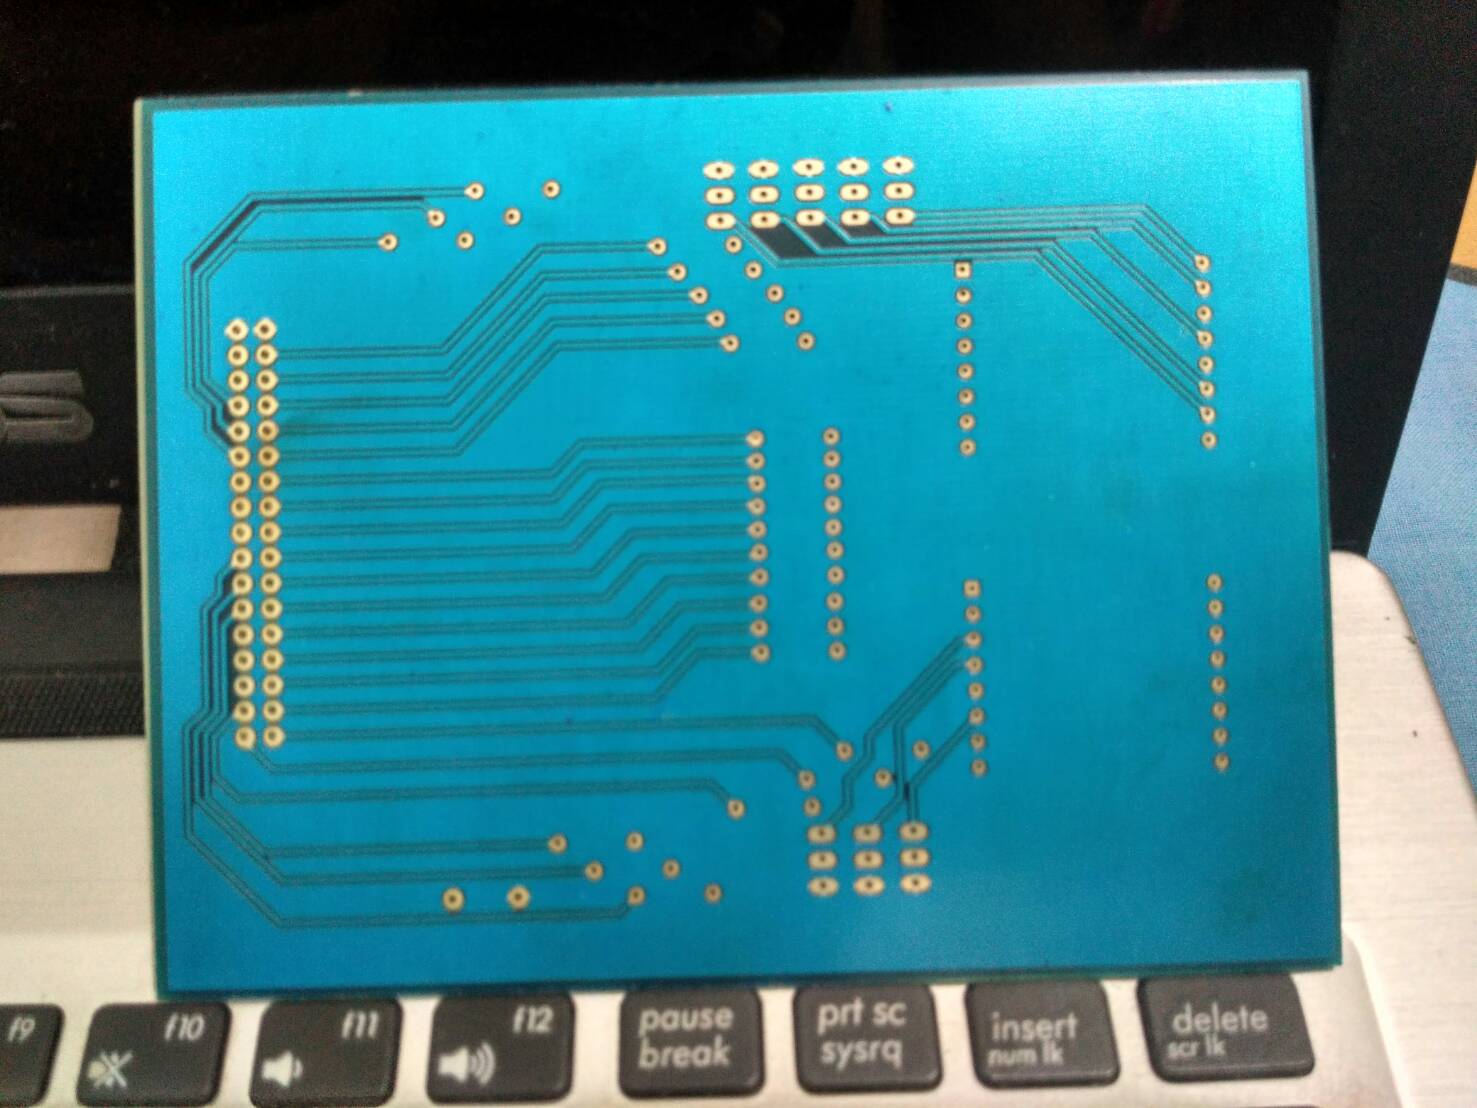 f9
f10
f11
f12
pause
break
prt sc
sysrq
insert
num lk
delete
scr lk